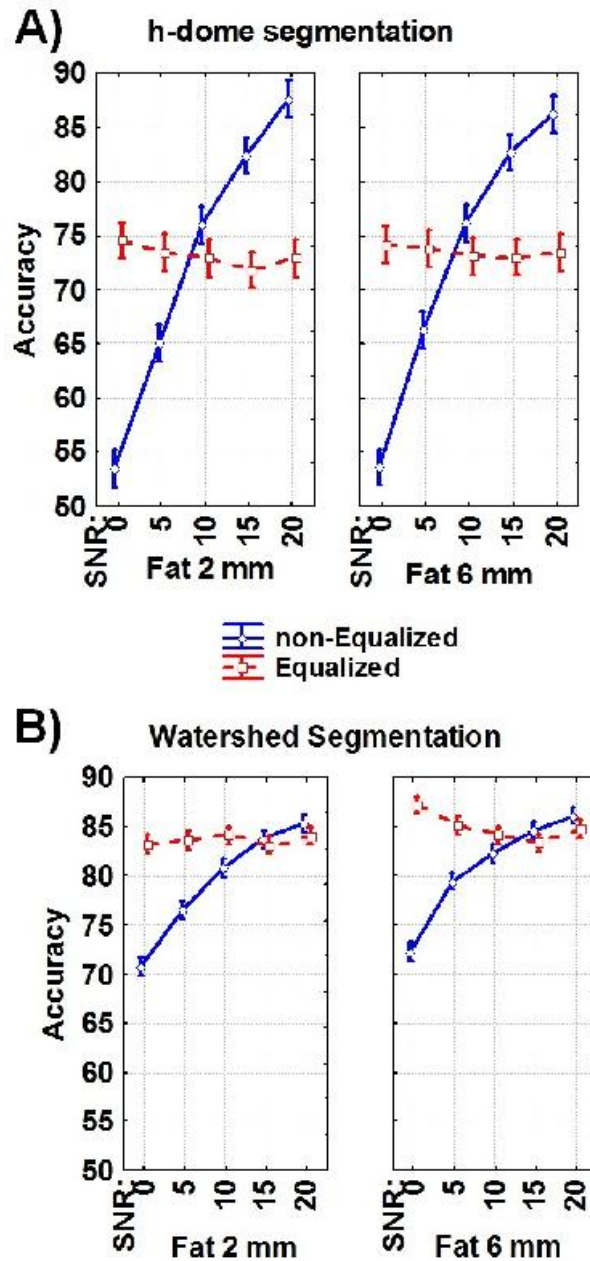 A)
h-dome segmentation
Accuracy
90
85
80
75
70
65
60
55
50
SNR: 0 5 10 15 20
Fat 2 mm
SNR: 0 5 10 15 20
Fat 6 mm
non-Equalized
Equalized
B)
Watershed Segmentation
Accuracy
90
85
80
75
70
65
60
55
50
SNR: 0 5 10 15 20
Fat 2 mm
SNR: 0 5 10 15 20
Fat 6 mm